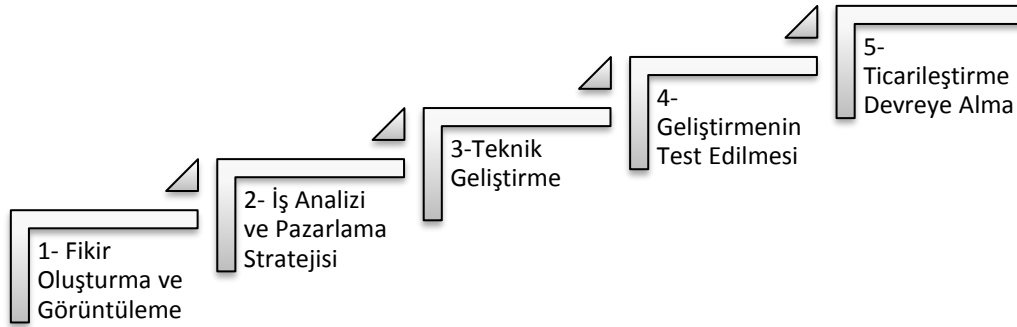 1- Fikir
Oluşturma ve
Görüntüleme
2- İş Analizi
ve Pazarlama
Stratejisi
3-Teknik
Geliştirme
4-
Geliştirmenin
Test Edilmesi
5-
Ticarileştirme
Devreye Alma